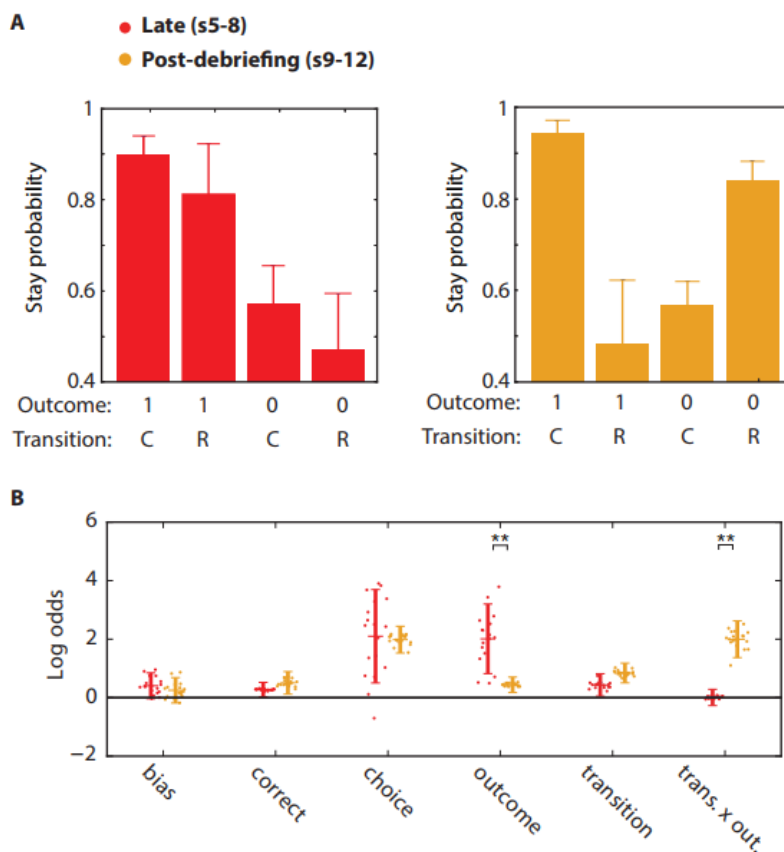 A
Late (s5-8)
Post-debriefing (s9-12)
Stay probability
1
0.8
0.6
0.4
Outcome: 1 1 0 0
Transition: C R C R
Stay probability
1
0.8
0.6
0.4
Outcome: 1 1 0 0
Transition: C R C R
B
Log odds
6
4
2
0
−2
** **
bias correct choice outcome transition trans. x out.